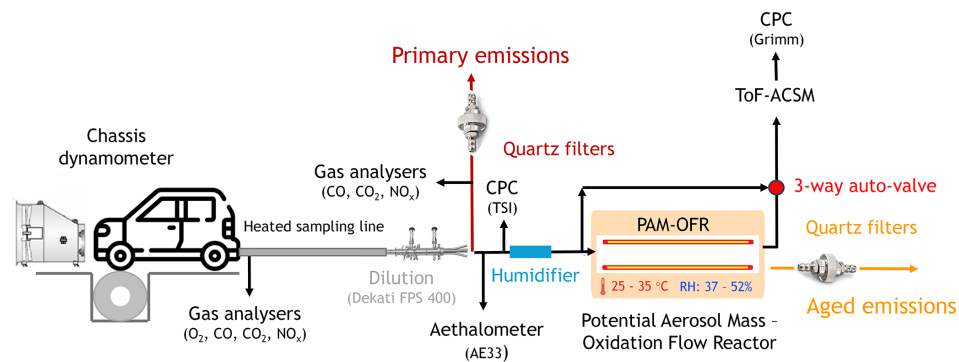 CPC
(Grimm)
Primary emissions
ToF-ACSM
Chassis
dynamometer
Quartz filters
Gas analysers
(CO, CO₂, NOₓ)
CPC
(TSI)
3-way auto-valve
Heated sampling line
PAM-OFR
Quartz filters
Dilution
(Dekati FPS 400)
Humidifier
25 - 35 °C
RH: 37 - 52%
Aged emissions
Gas analysers
(O₂, CO, CO₂, NOₓ)
Aethalometer
(AE33)
Potential Aerosol Mass –
Oxidation Flow Reactor